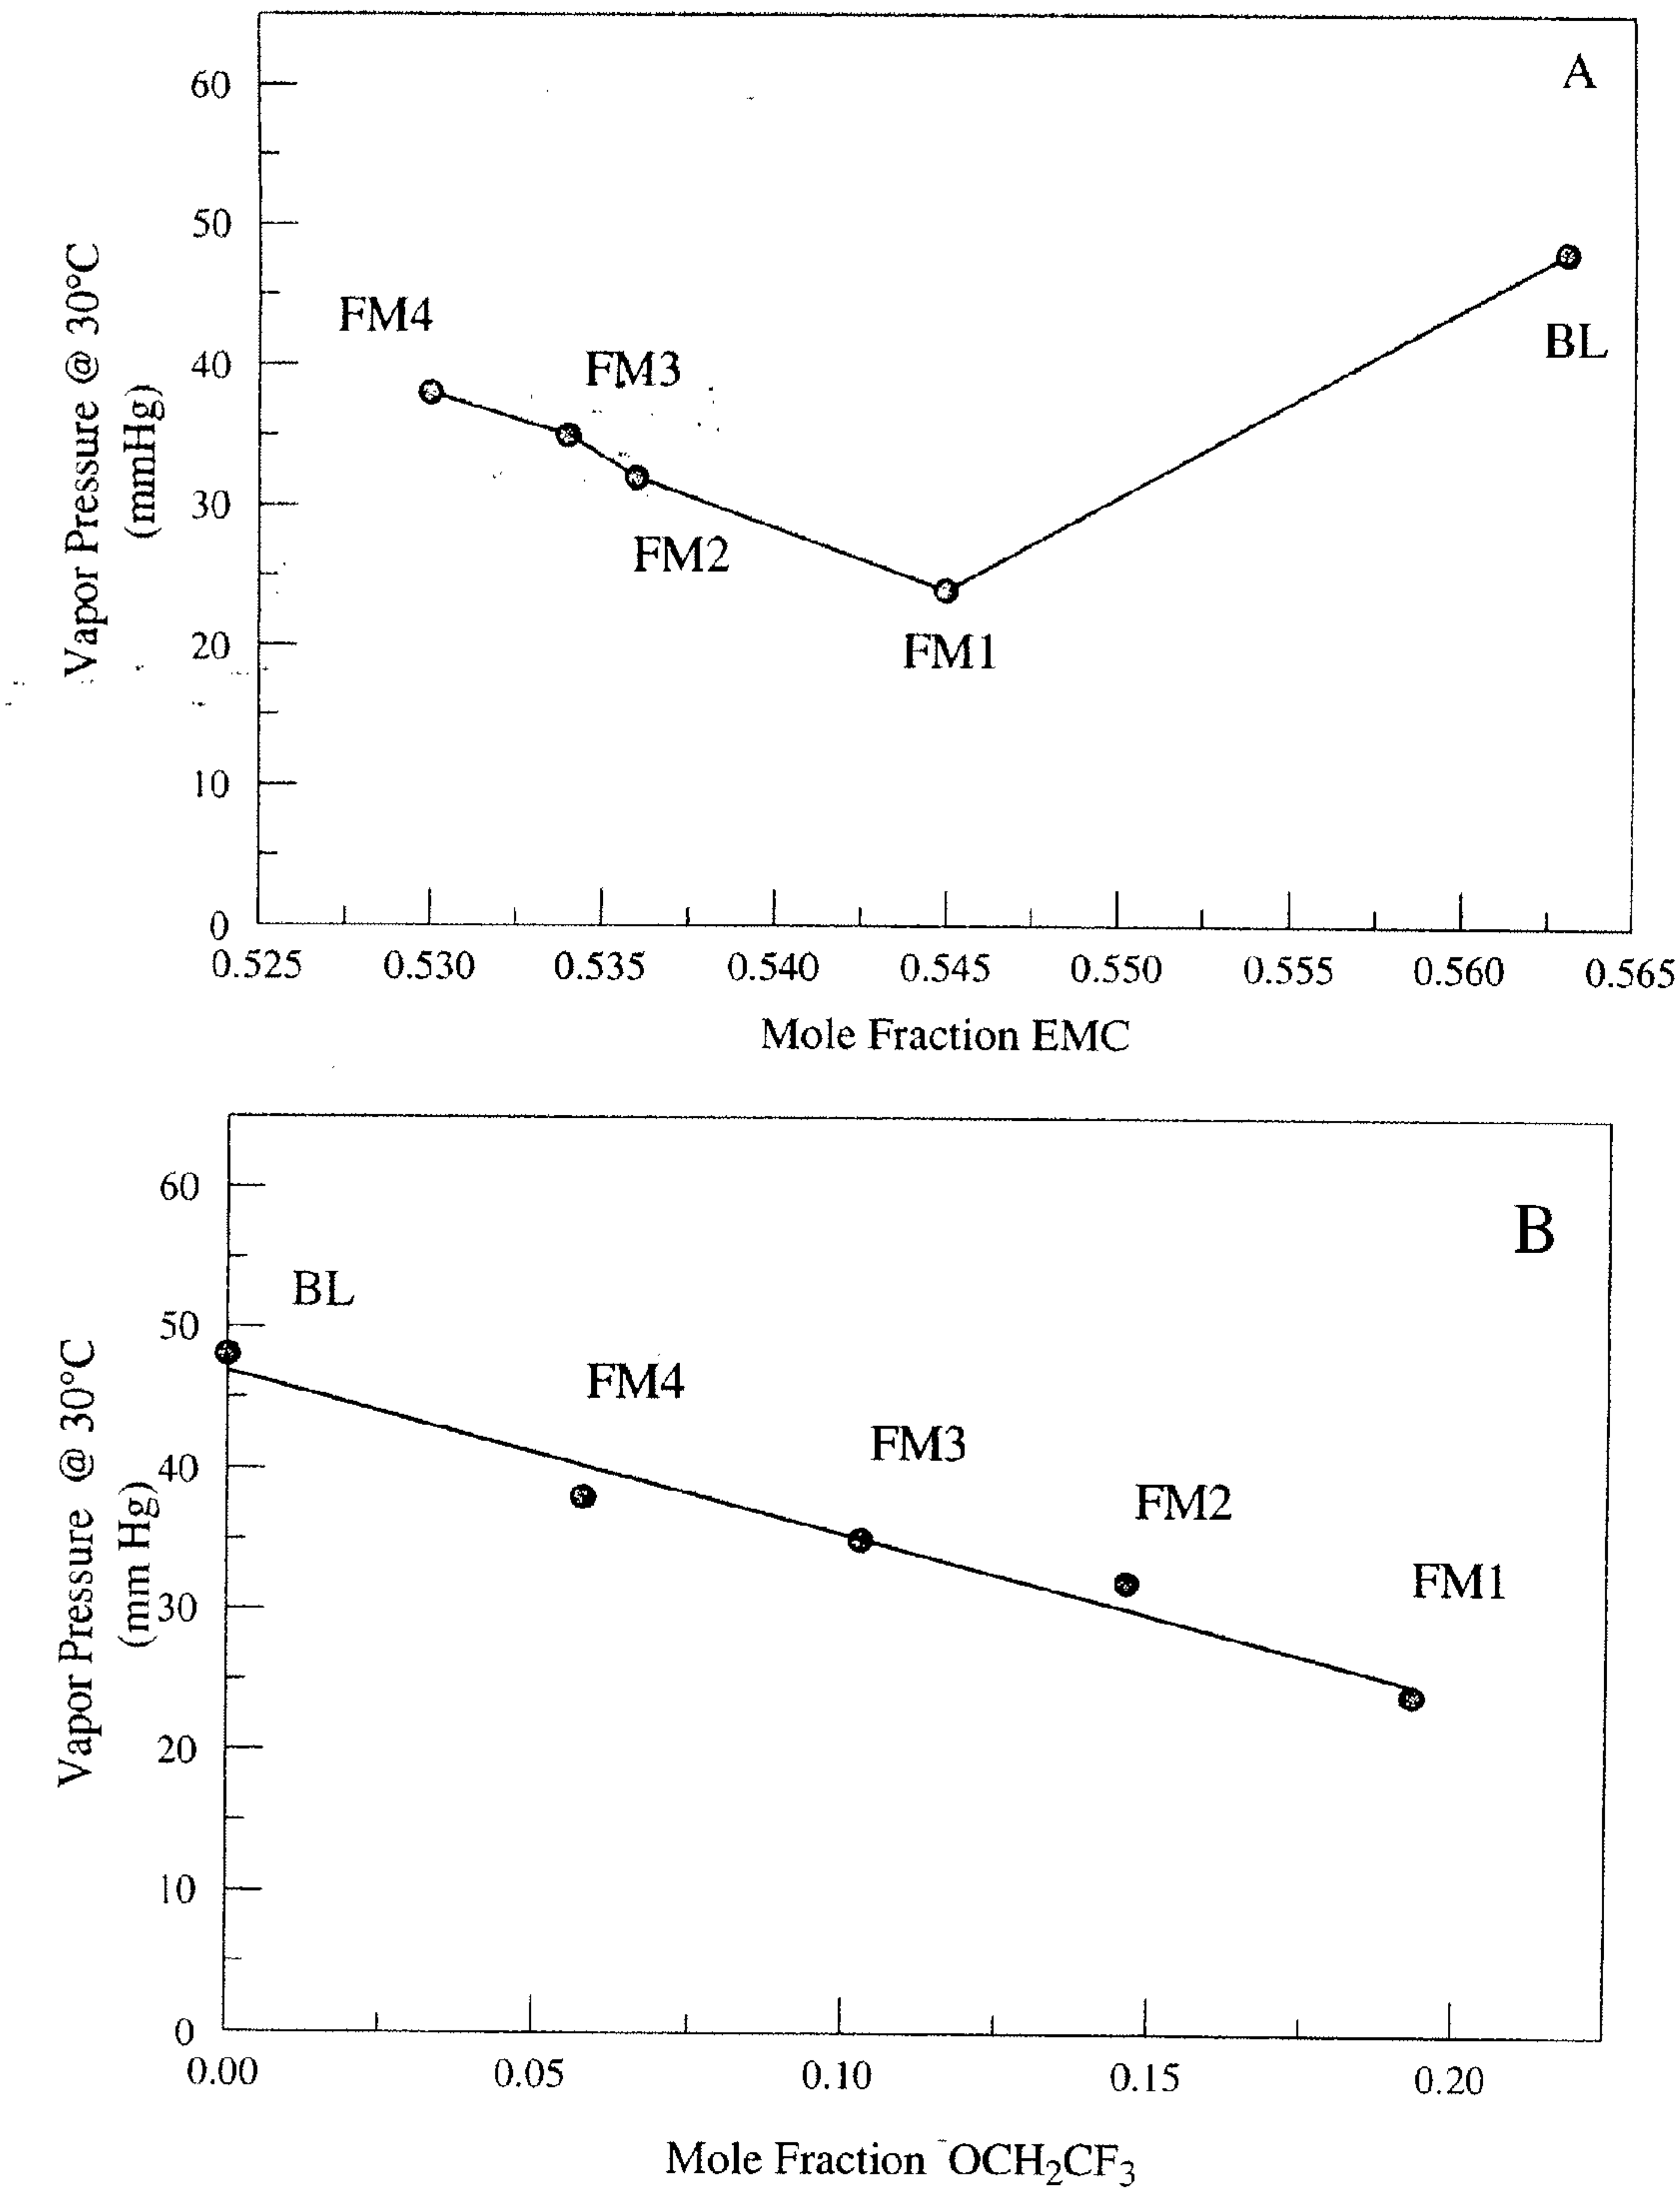 A
60
50
40
30
20
10
0
Vapor Pressure @ 30°C
(mmHg)
FM4
FM3
FM2
FM1
BL
0.525 0.530 0.535 0.540 0.545 0.550 0.555 0.560 0.565
Mole Fraction EMC
B
60
50
40
30
20
10
0
Vapor Pressure @ 30°C
(mm Hg)
BL
FM4
FM3
FM2
FM1
0.00 0.05 0.10 0.15 0.20
Mole Fraction ⁻OCH₂CF₃